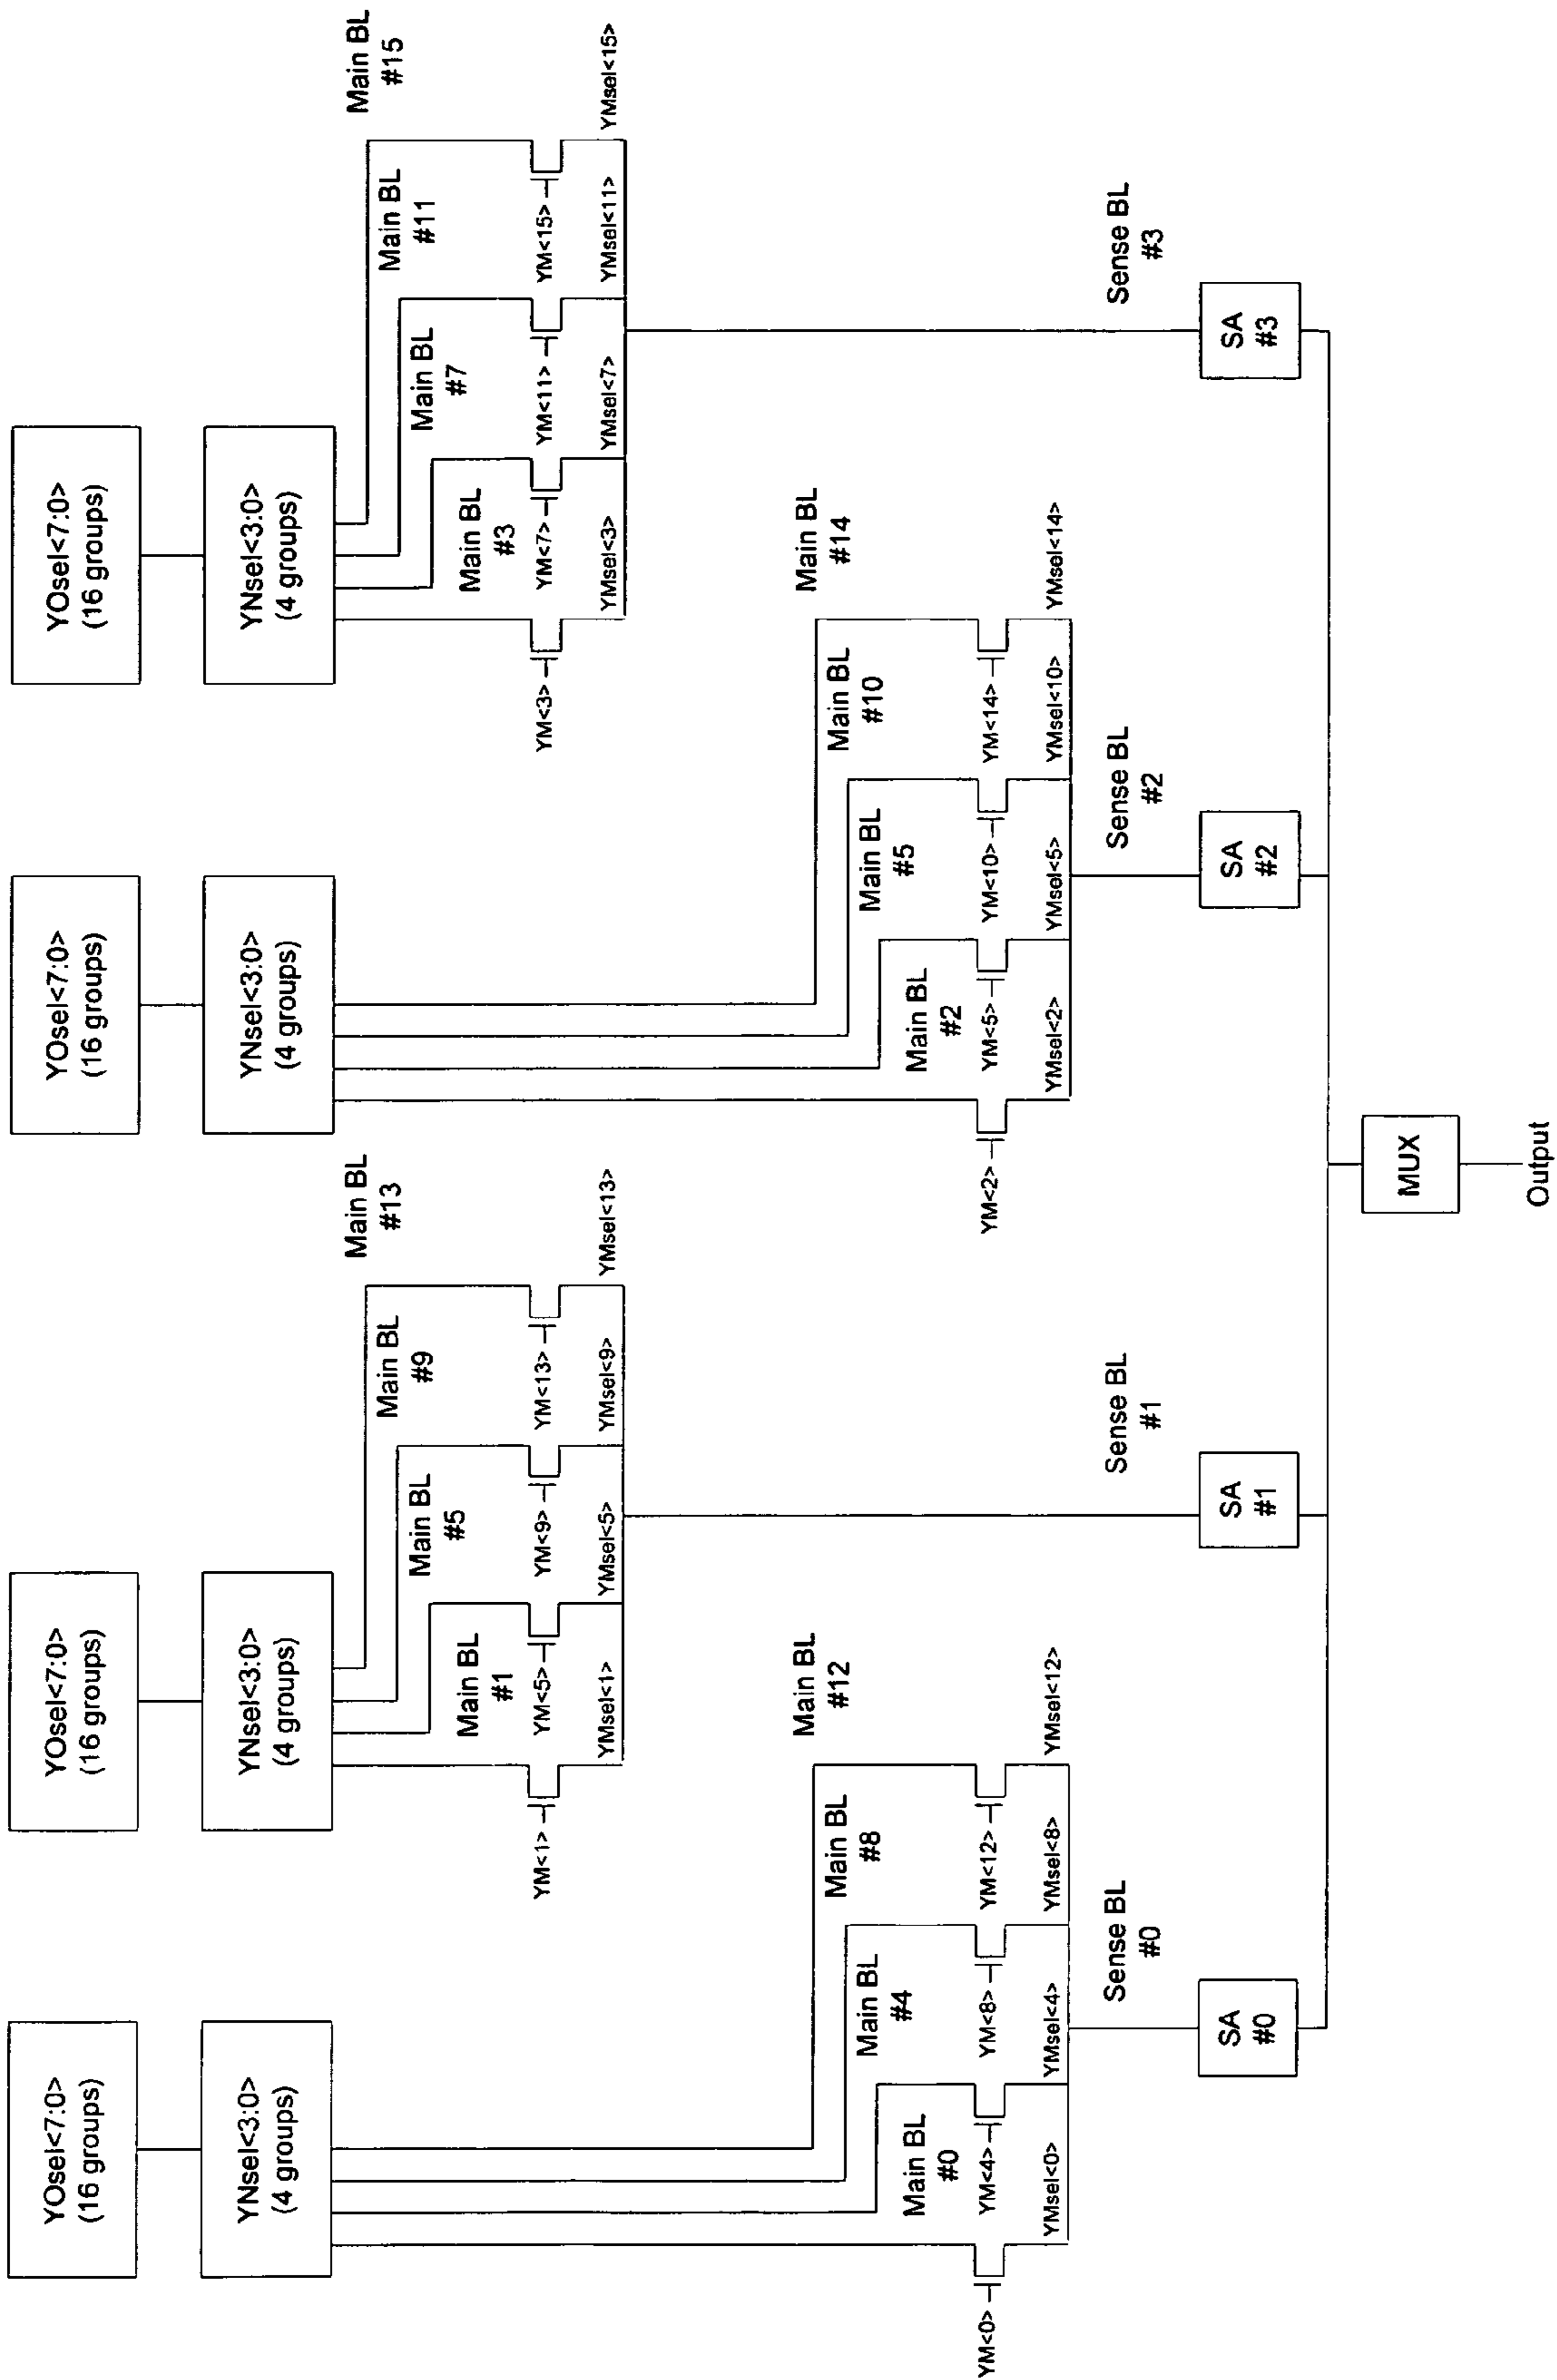 YOsel<7:0>
(16 groups)
YOsel<7:0>
(16 groups)
YOsel<7:0>
(16 groups)
YOsel<7:0>
(16 groups)
YNsel<3:0>
(4 groups)
YNsel<3:0>
(4 groups)
YNsel<3:0>
(4 groups)
YNsel<3:0>
(4 groups)
Main BL
#13
Main BL
#9
Main BL
#5
Main BL
#1
YM<1>
YM<5>
YM<9>
YM<13>
YMsel<1>
YMsel<5>
YMsel<9>
YMsel<13>
Main BL
#15
Main BL
#11
Main BL
#7
Main BL
#3
YM<3>
YM<7>
YM<11>
YM<15>
YMsel<3>
YMsel<7>
YMsel<11>
YMsel<15>
Main BL
#12
Main BL
#8
Main BL
#4
Main BL
#0
YM<0>
YM<4>
YM<8>
YM<12>
YMsel<0>
YMsel<4>
YMsel<8>
YMsel<12>
Main BL
#14
Main BL
#10
Main BL
#5
Main BL
#2
YM<2>
YM<5>
YM<10>
YM<14>
YMsel<2>
YMsel<5>
YMsel<10>
YMsel<14>
Sense BL
#0
Sense BL
#1
Sense BL
#2
Sense BL
#3
SA
#0
SA
#1
SA
#2
SA
#3
MUX
Output